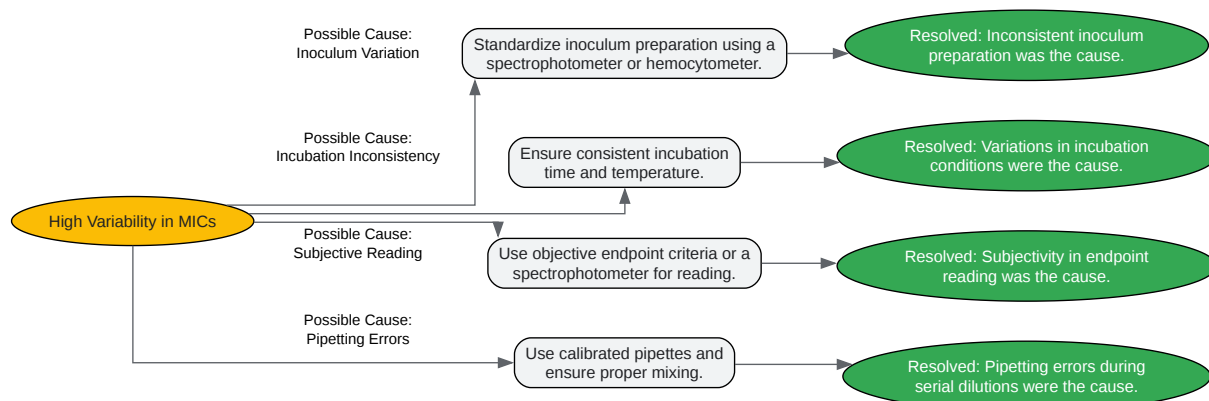 Possible Cause:
Inoculum Variation
Standardize inoculum preparation using a
spectrophotometer or hemocytometer.
Resolved: Inconsistent inoculum
preparation was the cause.
Possible Cause:
Incubation Inconsistency
Ensure consistent incubation
time and temperature.
Resolved: Variations in incubation
conditions were the cause.
High Variability in MICs
Possible Cause:
Subjective Reading
Use objective endpoint criteria or a
spectrophotometer for reading.
Resolved: Subjectivity in endpoint
reading was the cause.
Possible Cause:
Pipetting Errors
Use calibrated pipettes and
ensure proper mixing.
Resolved: Pipetting errors during
serial dilutions were the cause.